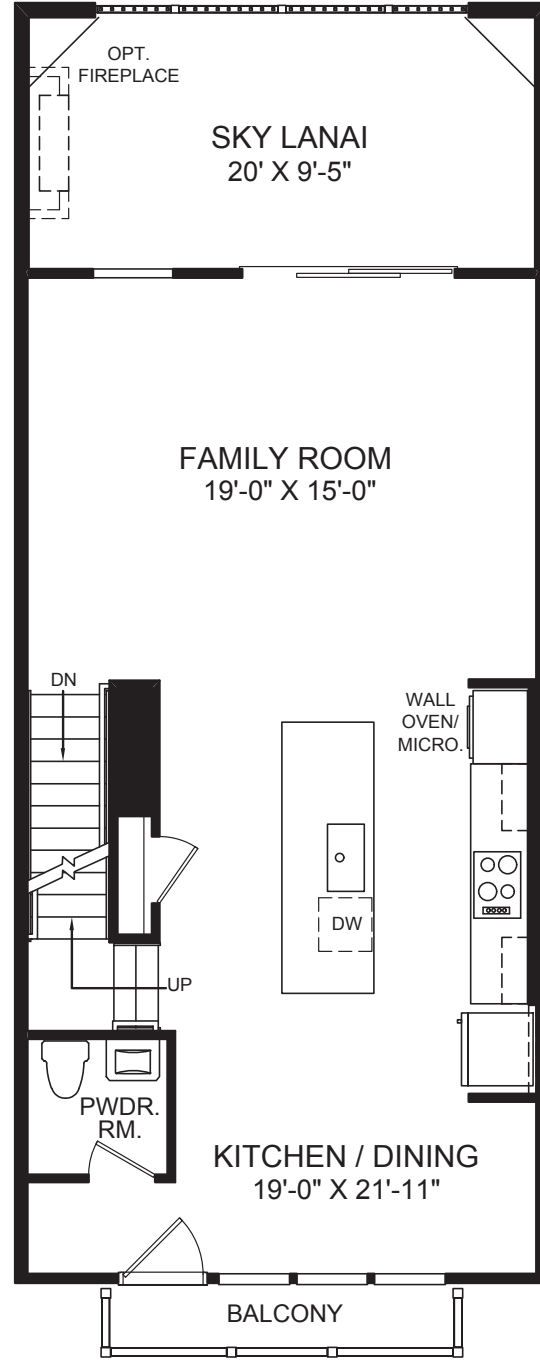 OPT.
FIREPLACE
SKY LANAI
20' X 9'-5"
FAMILY ROOM
19'-0" X 15'-0"
DN
WALL
OVEN/
MICRO.
DW
UP
PWDR.
RM.
KITCHEN / DINING
19'-0" X 21'-11"
BALCONY